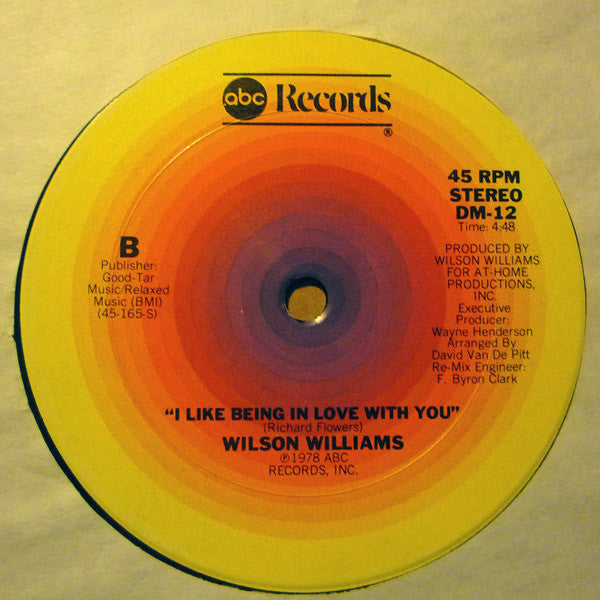 abc Records
®
45 RPM
STEREO
DM-12
Time: 4:48
B
Publisher:
Good-Tar
Music/Relaxed
Music (BMI)
(45-165-S)
PRODUCED BY
WILSON WILLIAMS
FOR AT-HOME
PRODUCTIONS,
INC.
Executive
Producer:
Wayne Henderson
Arranged By
David Van De Pitt
Re-Mix Engineer:
F. Byron Clark
"I LIKE BEING IN LOVE WITH YOU"
(Richard Flowers)
WILSON WILLIAMS
℗1978 ABC
RECORDS, INC.